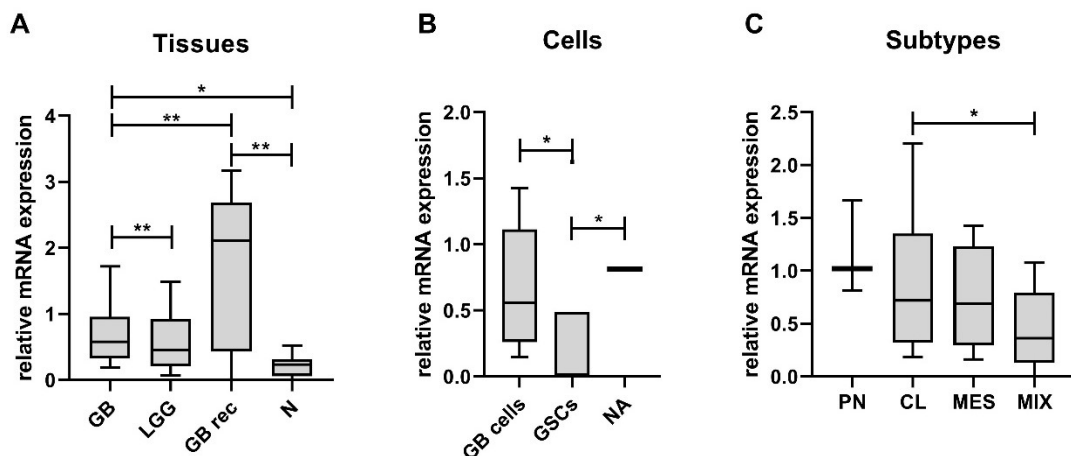 A
Tissues
relative mRNA expression
4
3
2
1
0
*
**
**
**
GB
LGG
GB rec
N
B
Cells
relative mRNA expression
2.0
1.5
1.0
0.5
0.0
*
*
GB cells
GSCs
NA
C
Subtypes
relative mRNA expression
2.5
2.0
1.5
1.0
0.5
0.0
*
PN
CL
MES
MIX